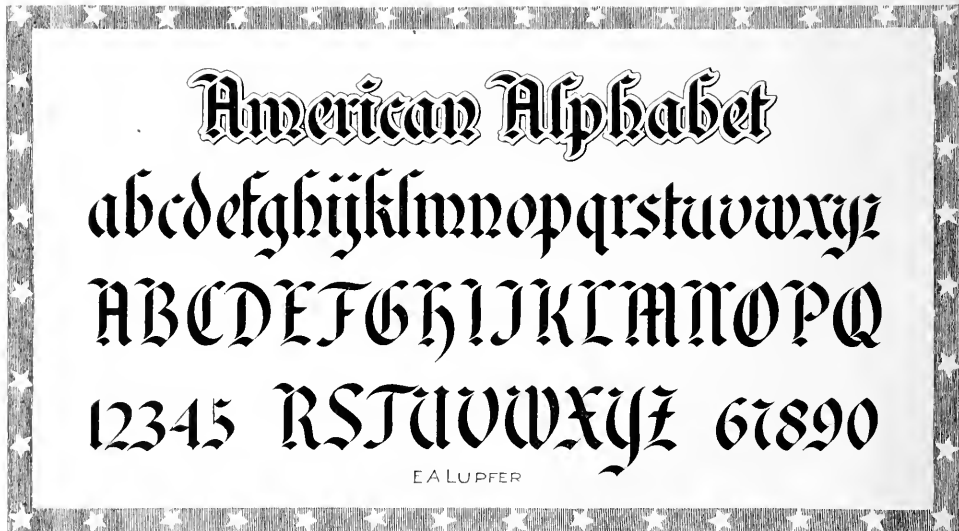 American Alphabet
abcdefghijklmnopqrstuvwxyz
ABCDEFGHIJKLMNOPQ
12345 RSTUVWXYZ 67890
E A LUPFER